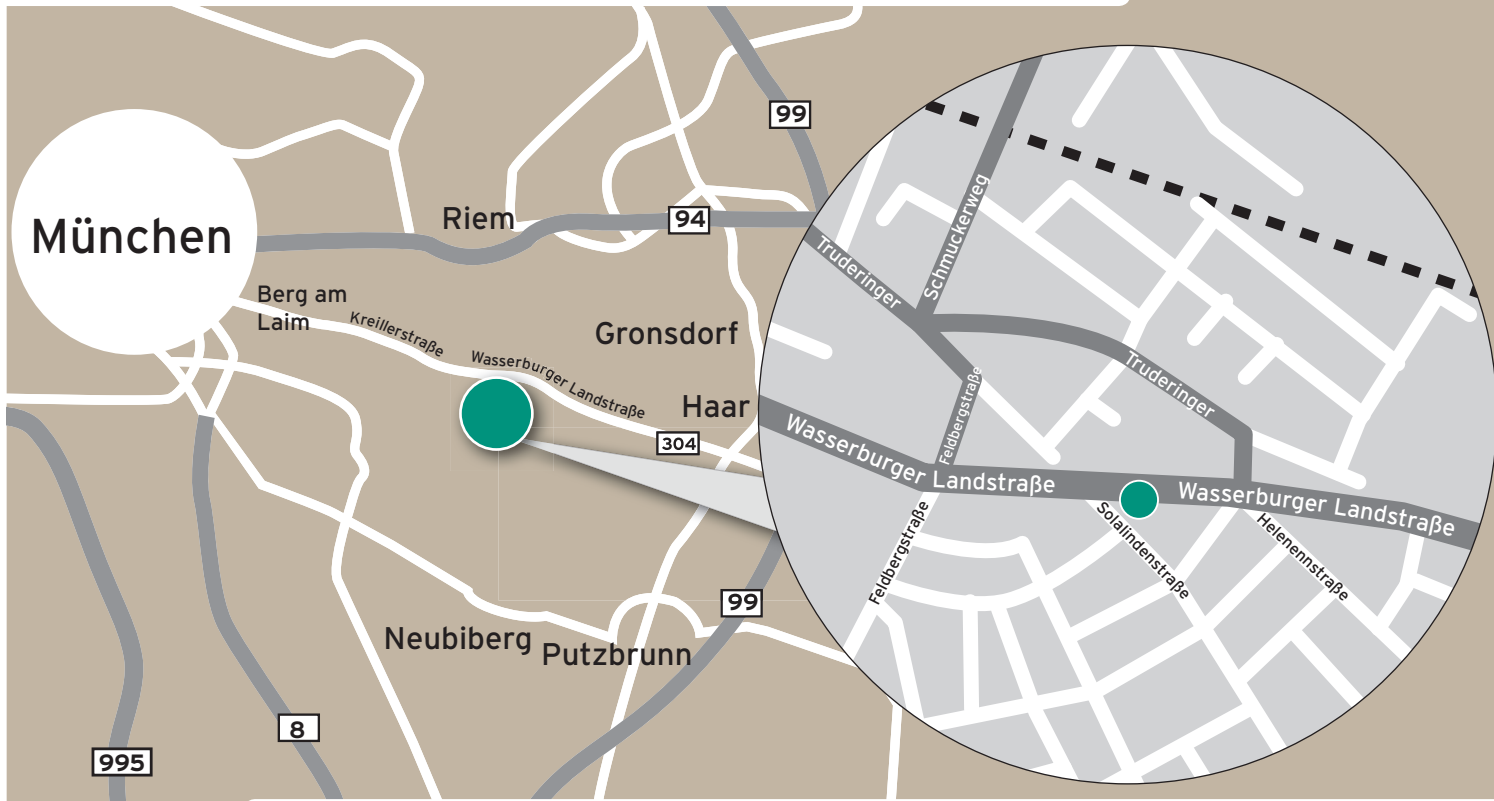 99
München
Riem
94
Berg am
Laim
Kreillerstraße
Wasserburger Landstraße
Gronsdorf
Haar
304
99
Neubiberg
Putzbrunn
8
995
Schmuckerweg
Truderinger
Truderinger
Feldbergstraße
Wasserburger Landstraße
Wasserburger Landstraße
Feldbergstraße
Solalindenstraße
Helenennstraße